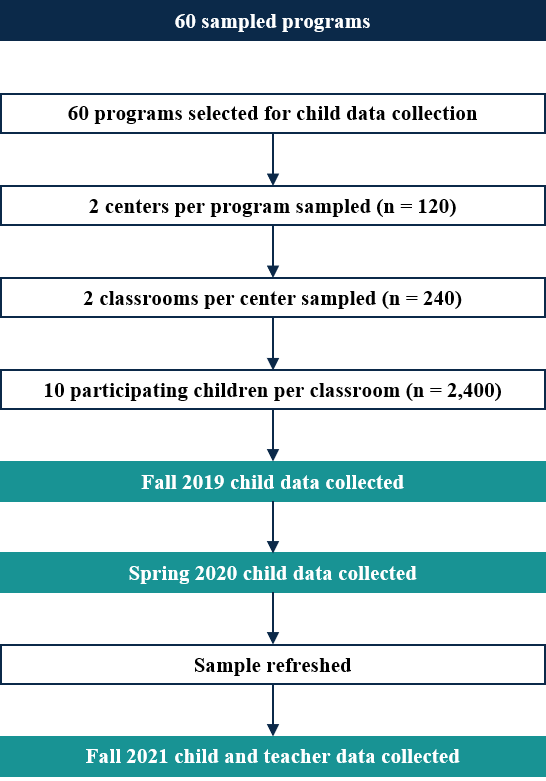 60 sampled programs
60 programs selected for child data collection
2 centers per program sampled (n = 120)
2 classrooms per center sampled (n = 240)
10 participating children per classroom (n = 2,400)
Fall 2019 child data collected
Spring 2020 child data collected
Sample refreshed
Fall 2021 child and teacher data collected